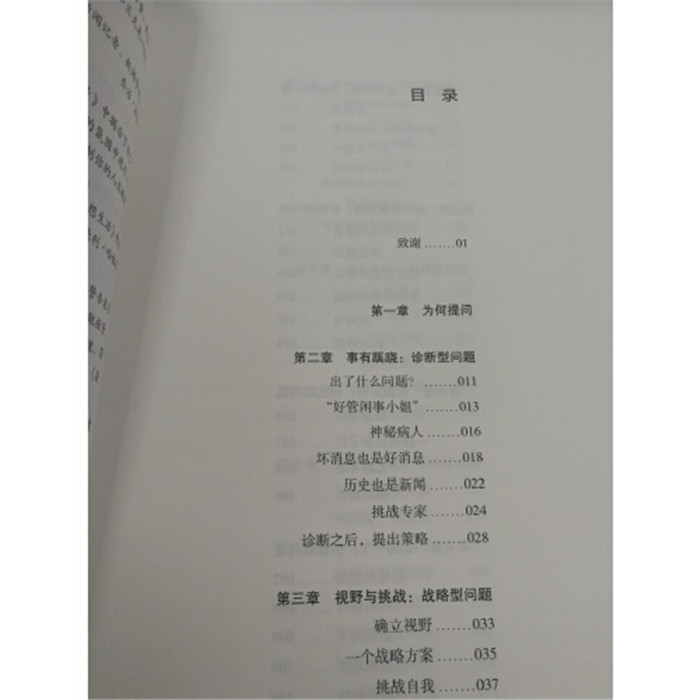 目 录
致谢.......01
第一章 为何提问
第二章 事有蹊跷：诊断型问题
出了什么问题？.......011
“好管闲事小姐”.......013
神秘病人.......016
坏消息也是好消息.......018
历史也是新闻.......022
挑战专家.......024
诊断之后，提出策略.......028
第三章 视野与挑战：战略型问题
确立视野.......033
一个战略方案.......035
挑战自我.......037